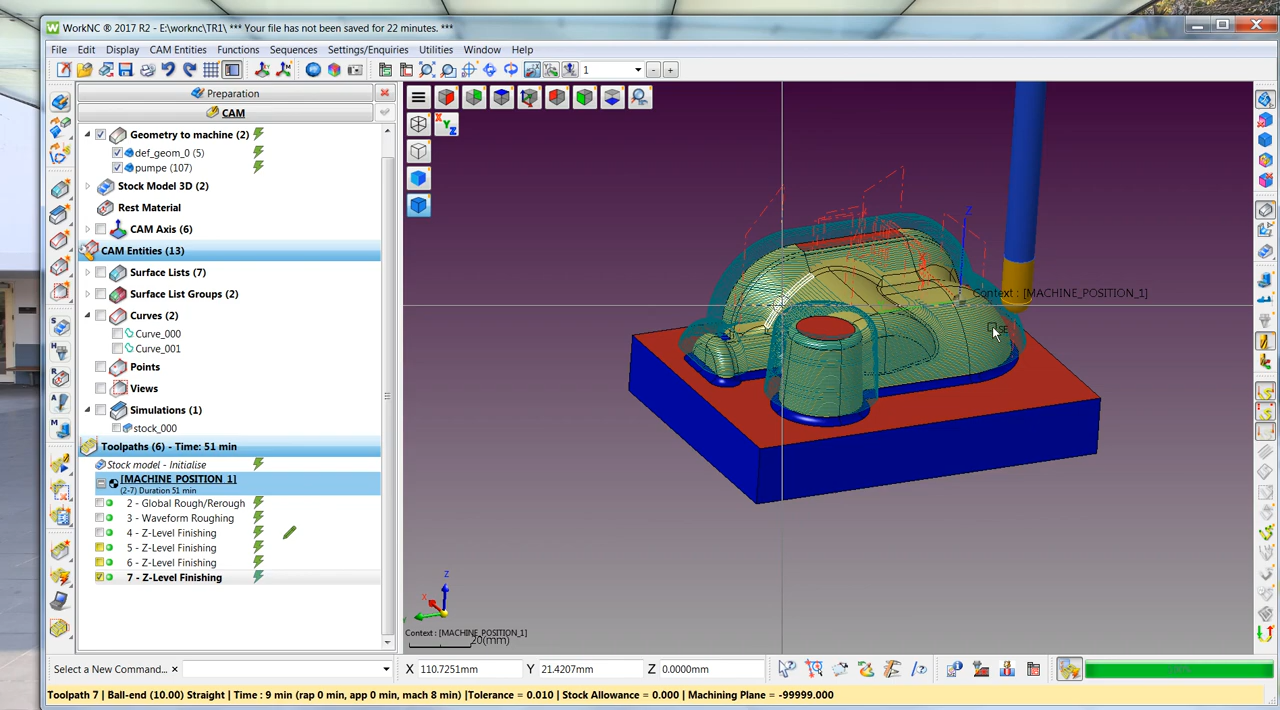 WorkNC ® 2017 R2 - E:\worknc\TR1\ *** Your file has not been saved for 22 minutes. ***
File Edit Display CAM Entities Functions Sequences Settings/Enquiries Utilities Window Help
1
Preparation
CAM
Geometry to machine (2)
def_geom_0 (5)
pumpe (107)
Stock Model 3D (2)
Rest Material
CAM Axis (6)
CAM Entities (13)
Surface Lists (7)
Surface List Groups (2)
Curves (2)
Curve_000
Curve_001
Points
Views
Simulations (1)
stock_000
Toolpaths (6) - Time: 51 min
Stock model - Initialise
[MACHINE POSITION 1]
(2-7) Duration 51 min
2 - Global Rough/Rerough
3 - Waveform Roughing
4 - Z-Level Finishing
5 - Z-Level Finishing
6 - Z-Level Finishing
7 - Z-Level Finishing
X
Y
Z
Z
Context : [MACHINE_POSITION_1]
Z
X
Context : [MACHINE_POSITION_1]
20(mm)
Select a New Command...
X 110.7251mm Y 21.4207mm Z 0.0000mm
Toolpath 7 | Ball-end (10.00) Straight | Time : 9 min (rap 0 min, app 0 min, mach 8 min) |Tolerance = 0.010 | Stock Allowance = 0.000 | Machining Plane = -99999.000